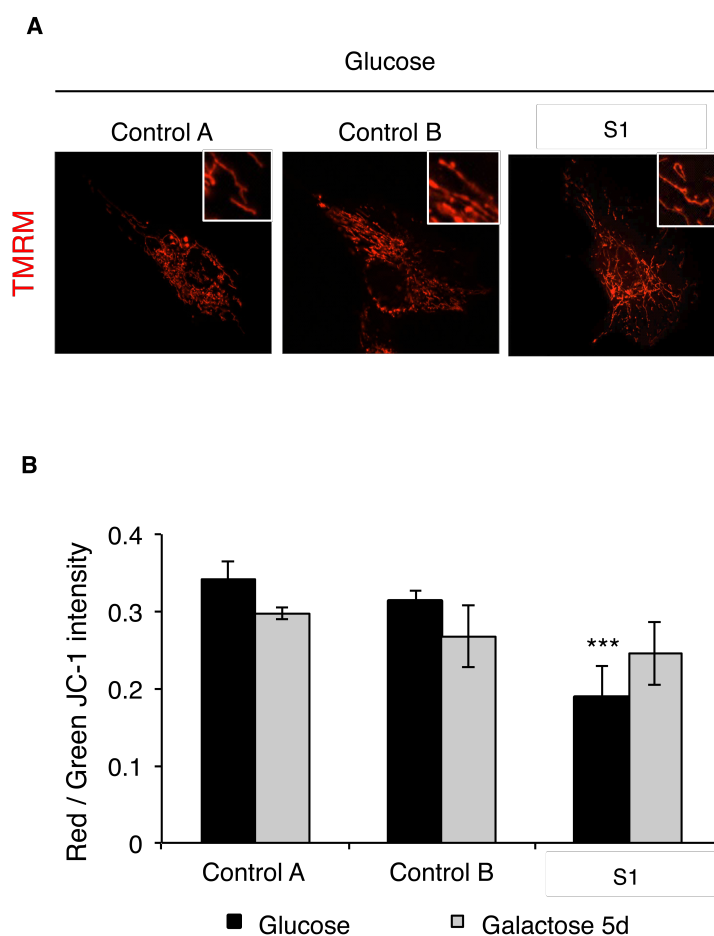 A
Glucose
Control A Control B S1
TMRM
B
Red / Green JC-1 intensity
0.4
0.3
0.2
0.1
0
***
Control A Control B S1
Glucose Galactose 5d